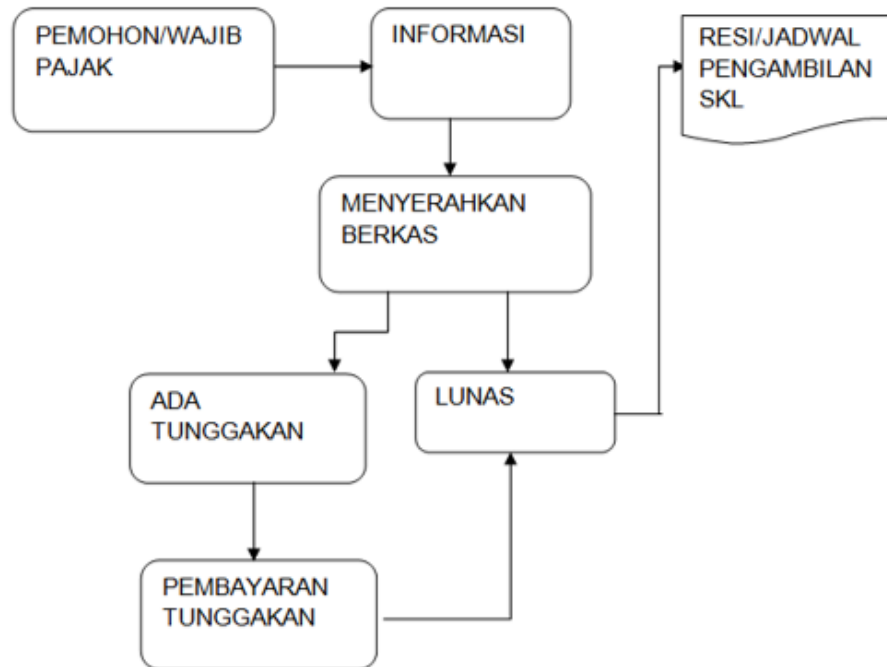 PEMOHON/WAJIB
PAJAK
INFORMASI
RESI/JADWAL
PENGAMBILAN
SKL
MENYERAHKAN
BERKAS
ADA
TUNGGAKAN
LUNAS
PEMBAYARAN
TUNGGAKAN